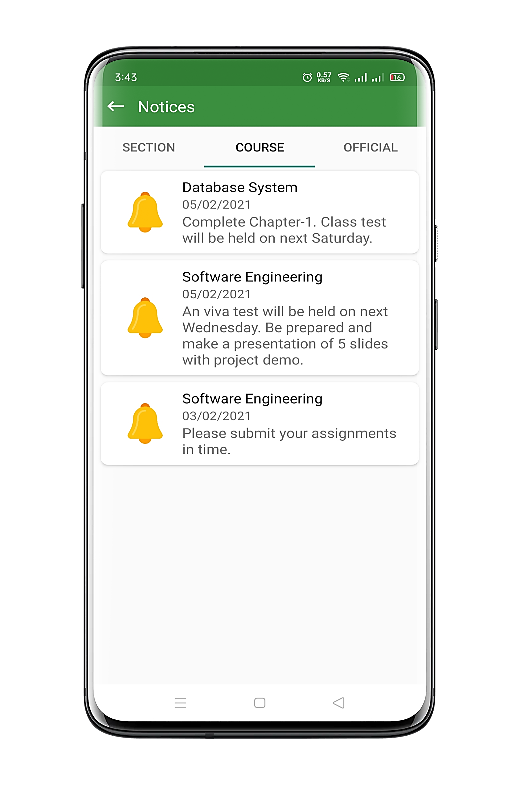 3:43
0.57
KB/S
16
Notices
SECTION
COURSE
OFFICIAL
Database System
05/02/2021
Complete Chapter-1. Class test
will be held on next Saturday.
Software Engineering
05/02/2021
An viva test will be held on next
Wednesday. Be prepared and
make a presentation of 5 slides
with project demo.
Software Engineering
03/02/2021
Please submit your assignments
in time.